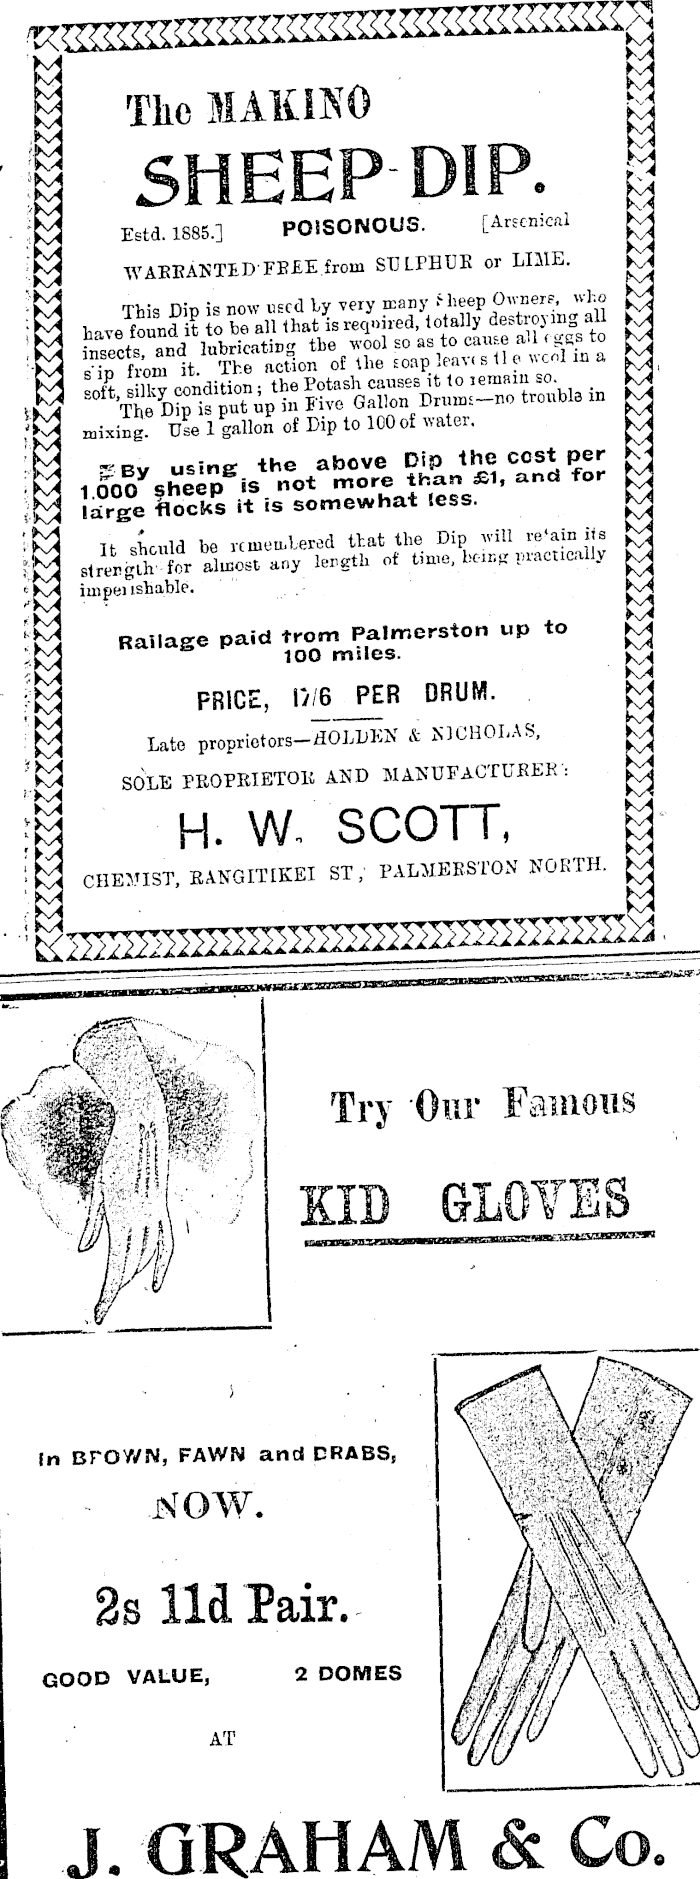 The MAKINO
SHEEP-DIP.
Estd. 1885.] POISONOUS. [Arsenical
WARRANTED FREE from SULPHUR or LIME.
This Dip is now used by very many Sheep Owners, who
have found it to be all that is required, totally destroying all
insects, and lubricating the wool so as to cause all eggs to
slip from it. The action of the soap leaves the wool in a
soft, silky condition; the Potash causes it to remain so.
The Dip is put up in Five Gallon Drums—no trouble in
mixing. Use 1 gallon of Dip to 100 of water.
By using the above Dip the cost per
1.000 sheep is not more than £1, and for
large flocks it is somewhat less.
It should be remembered that the Dip will retain its
strength for almost any length of time, being practically
imperishable.
Railage paid from Palmerston up to
100 miles.
PRICE, 17/6 PER DRUM.
Late proprietors—HOLDEN & NICHOLAS,
SOLE PROPRIETOR AND MANUFACTURER:
H. W. SCOTT,
CHEMIST, RANGITIKEI ST, PALMERSTON NORTH.
Try Our Famous
KID GLOVES
In BROWN, FAWN and DRABS,
NOW.
2s 11d Pair.
GOOD VALUE, 2 DOMES
AT
J. GRAHAM & Co.